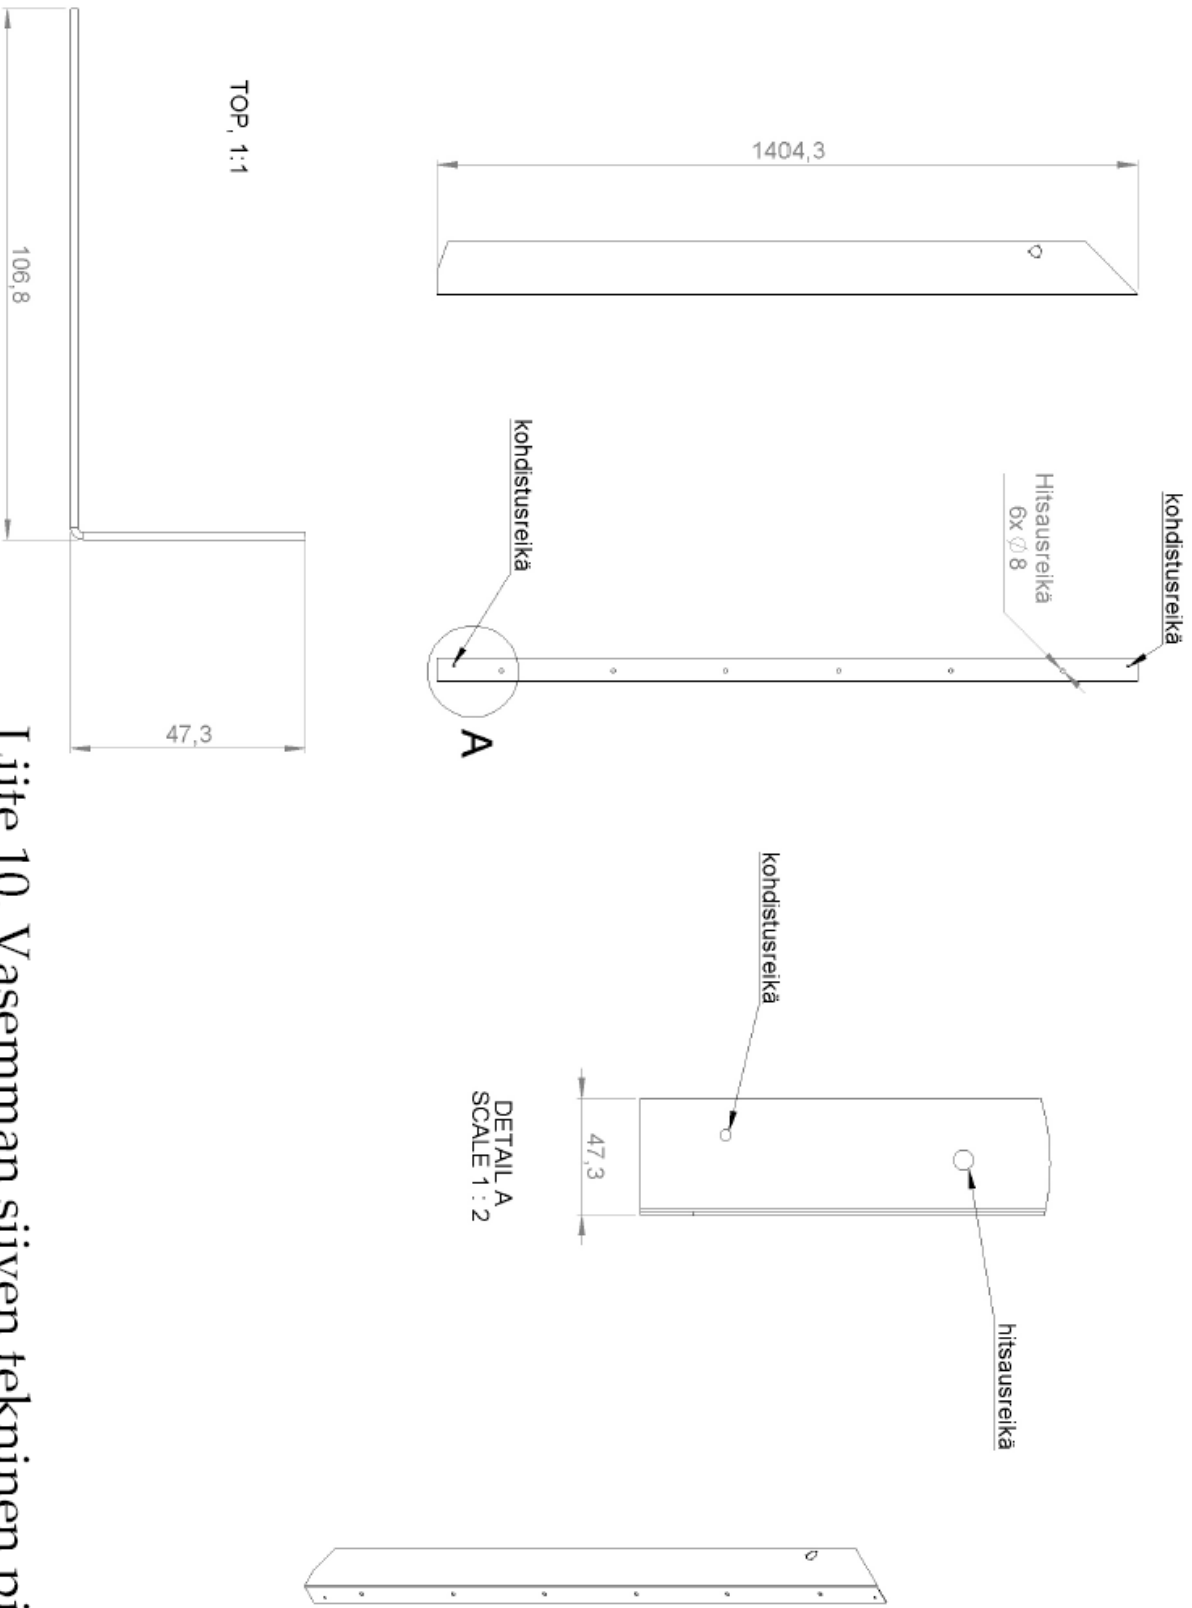 Liite 10. Vasemman siiven tekninen
kohdistusreikä
Hitsausreikä
6x ∅ 8
1404,3
kohdistusreikä
A
TOP, 1:1
106,8
47,3
kohdistusreikä
hitsausreikä
47,3
DETAIL A
SCALE 1 : 2